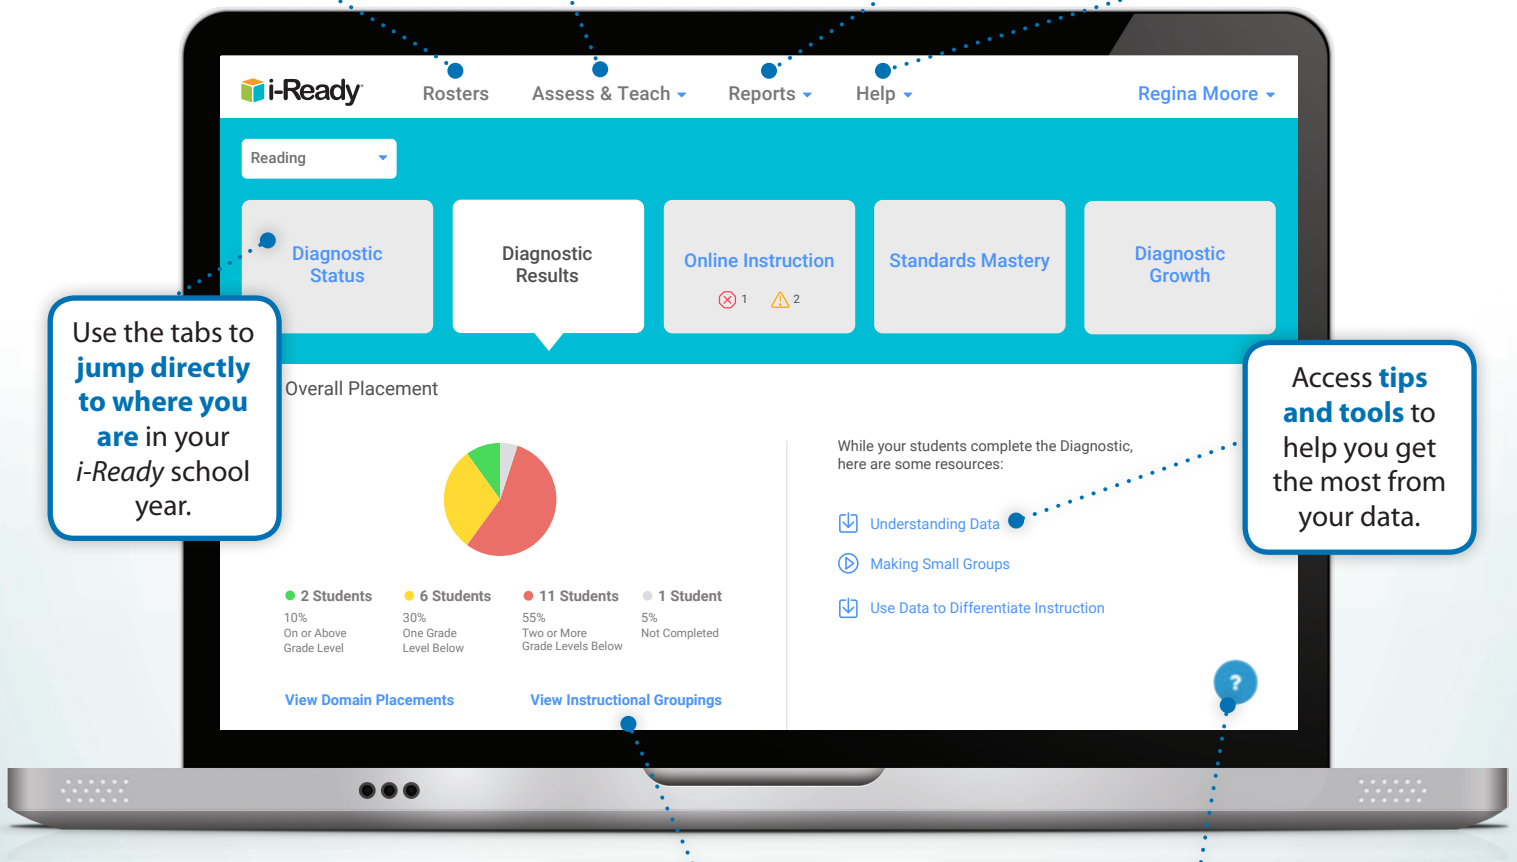 i-Ready
Rosters
Assess & Teach
Reports
Help
Regina Moore
Reading
Diagnostic
Status
Diagnostic
Results
Online Instruction
1
2
Standards Mastery
Diagnostic
Growth
Use the tabs to
jump directly
to where you
are in your
i-Ready school
year.
Overall Placement
2 Students
10%
On or Above
Grade Level
6 Students
30%
One Grade
Level Below
11 Students
55%
Two or More
Grade Levels Below
1 Student
5%
Not Completed
View Domain Placements
View Instructional Groupings
While your students complete the Diagnostic,
here are some resources:
Understanding Data
Making Small Groups
Use Data to Differentiate Instruction
Access tips
and tools to
help you get
the most from
your data.
?